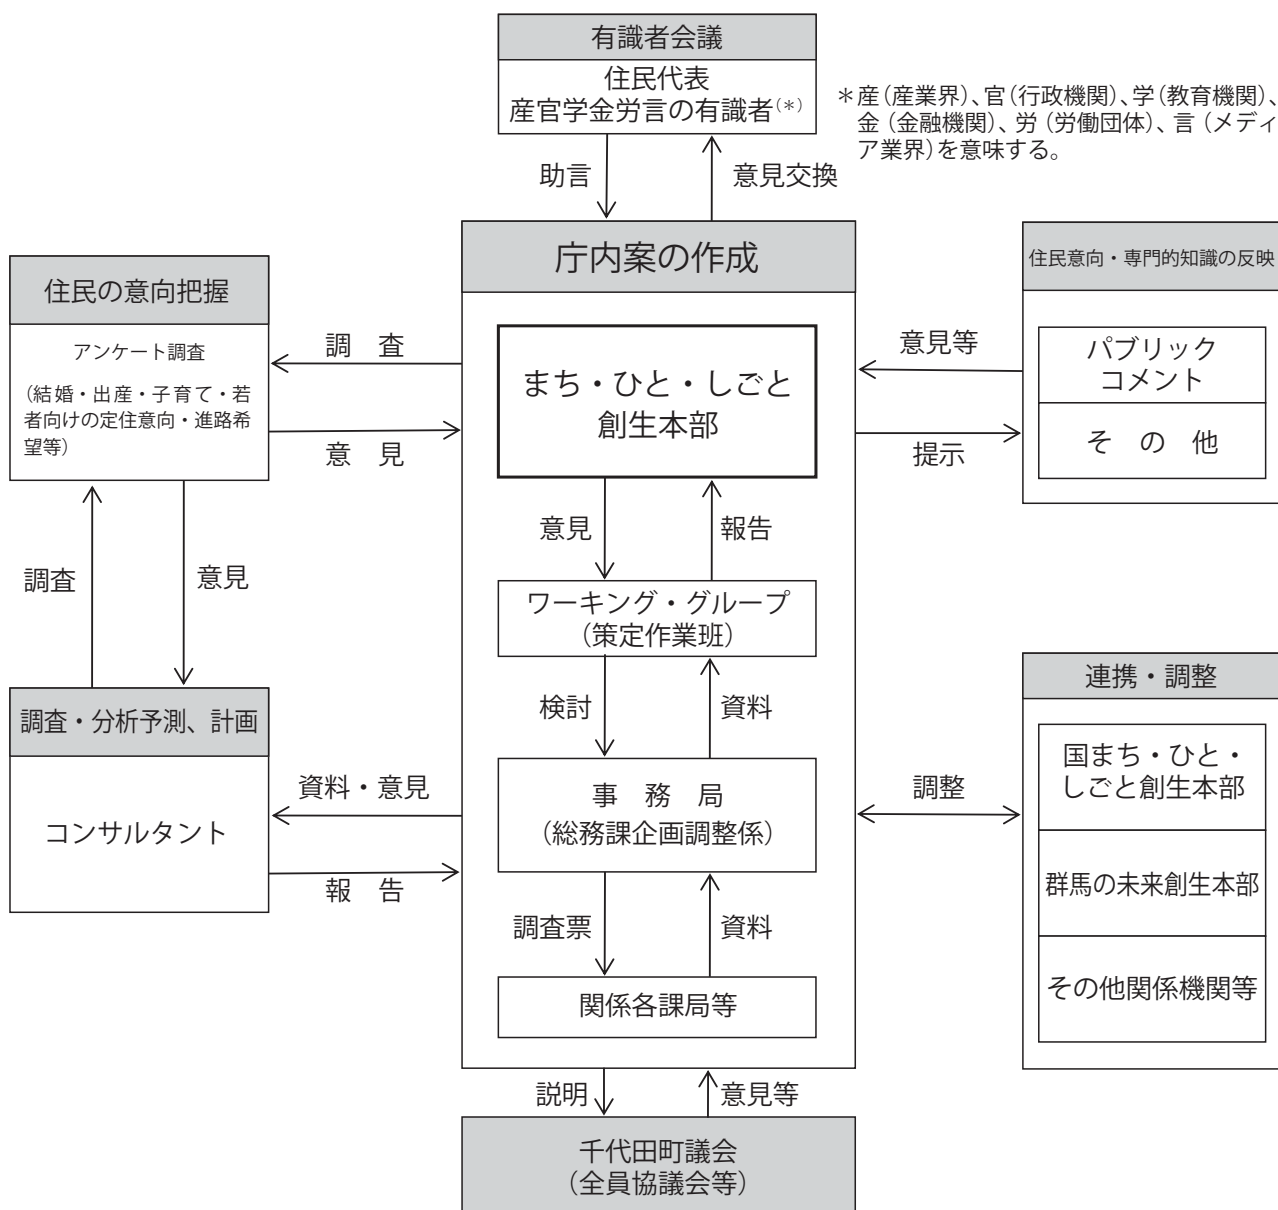 有識者会議
住民代表
産官学金労言の有識者(*)
＊産(産業界)、官(行政機関)、学(教育機関)、
金(金融機関)、労(労働団体)、言(メディ
ア業界)を意味する。
助言
意見交換
庁内案の作成
住民の意向把握
アンケート調査
(結婚・出産・子育て・若
者向けの定住意向・進路希
望等)
調　査
意　見
まち・ひと・しごと
創生本部
住民意向・専門的知識の反映
パブリック
コメント
そ　の　他
意見等
提示
意見
報告
ワーキング・グループ
(策定作業班)
調査
意見
検討
資料
調査・分析予測、計画
コンサルタント
資料・意見
報　告
事　務　局
(総務課企画調整係)
調整
連携・調整
国まち・ひと・
しごと創生本部
群馬の未来創生本部
その他関係機関等
調査票
資料
関係各課局等
説明
意見等
千代田町議会
(全員協議会等)